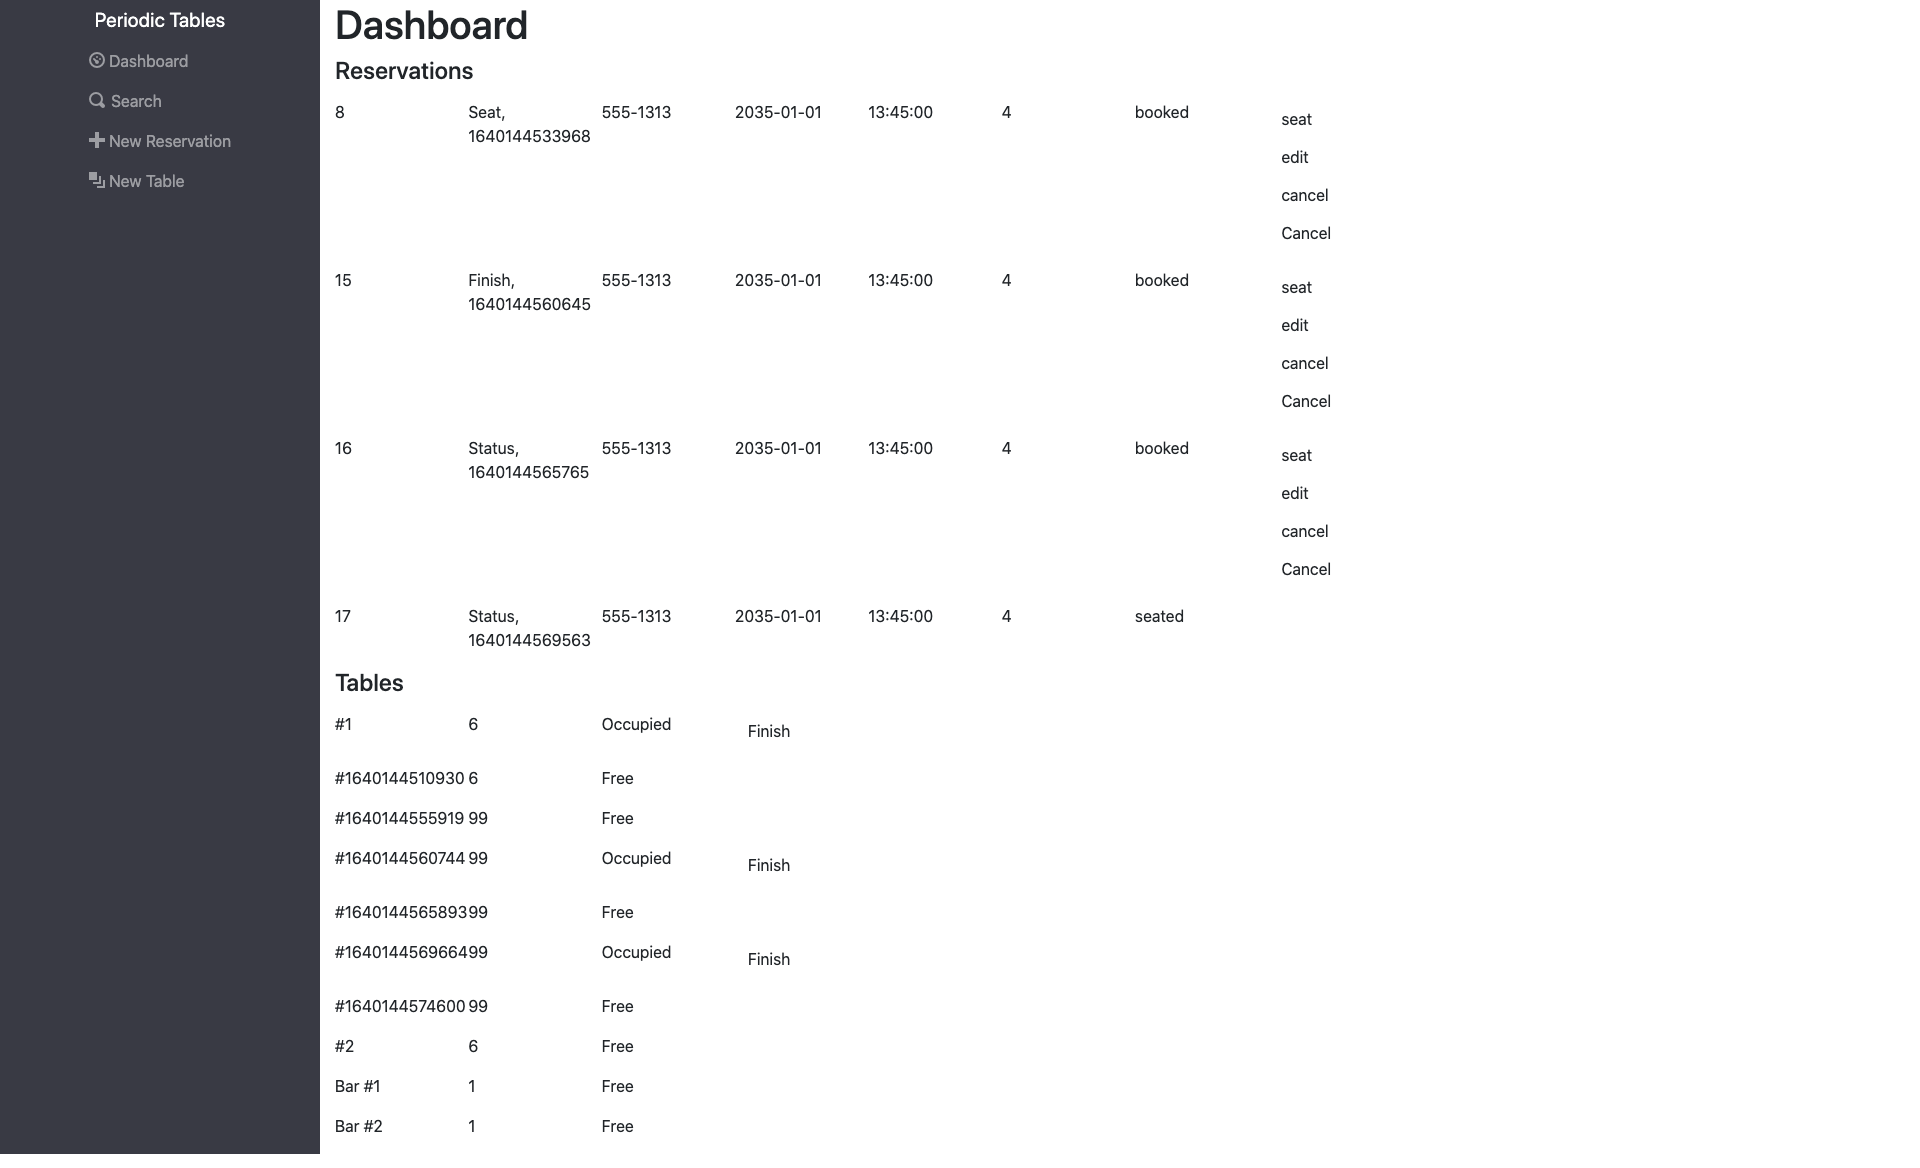 Periodic Tables
Dashboard
Search
New Reservation
New Table
Dashboard
Reservations
8 Seat, 555-1313 2035-01-01 13:45:00 4 booked
1640144533968
seat
edit
cancel
Cancel
15 Finish, 555-1313 2035-01-01 13:45:00 4 booked
1640144560645
seat
edit
cancel
Cancel
16 Status, 555-1313 2035-01-01 13:45:00 4 booked
1640144565765
seat
edit
cancel
Cancel
17 Status, 555-1313 2035-01-01 13:45:00 4 seated
1640144569563
Tables
#1 6 Occupied Finish
#1640144510930 6 Free
#1640144555919 99 Free
#1640144560744 99 Occupied Finish
#1640144565893 99 Free
#1640144569664 99 Occupied Finish
#1640144574600 99 Free
#2 6 Free
Bar #1 1 Free
Bar #2 1 Free